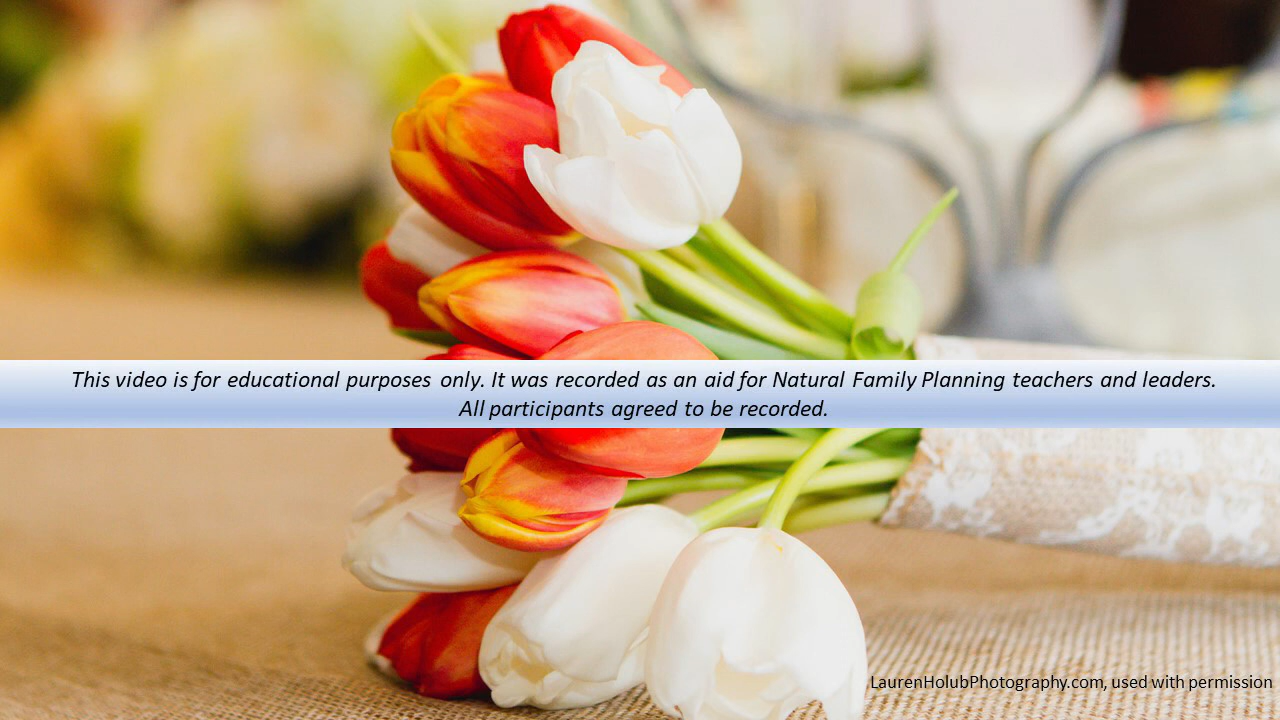 This video is for educational purposes only. It was recorded as an aid for Natural Family Planning teachers and leaders.
All participants agreed to be recorded.
LaurenHolubPhotography.com, used with permission